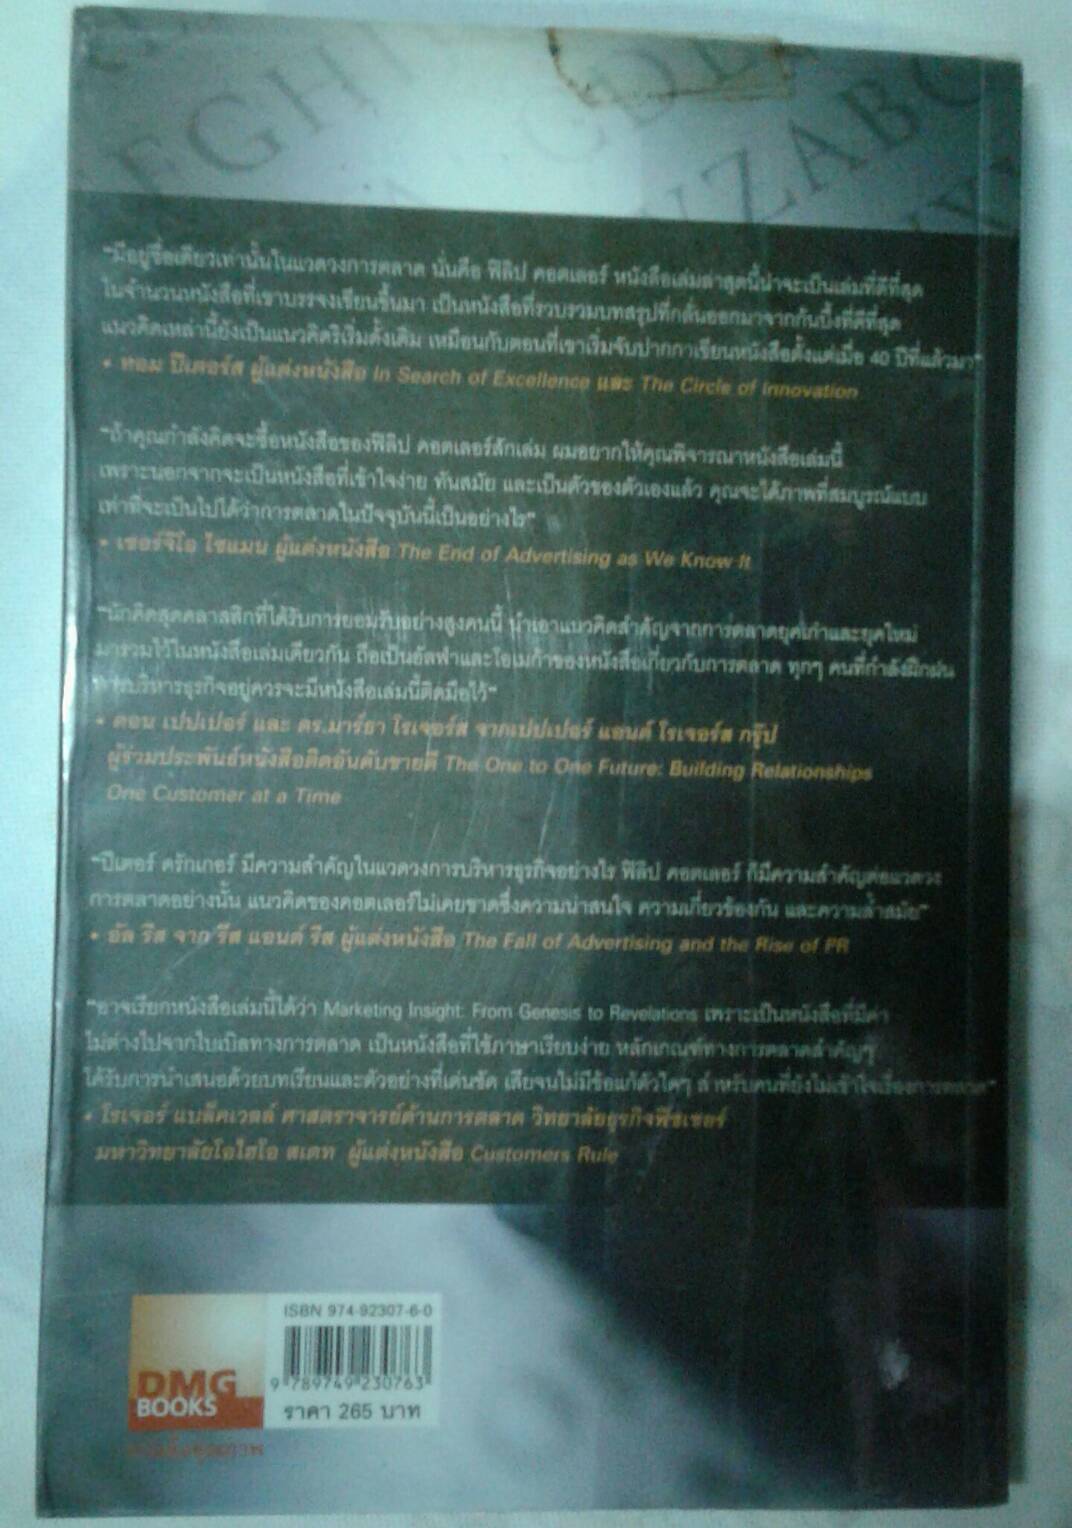 "มีอยู่ชื่อเดียวเท่านั้นในแวดวงการตลาด นั่นคือ ฟิลิป คอตเลอร์ หนังสือเล่มล่าสุดนี้น่าจะเป็นเล่มที่ดีที่สุด
ในจำนวนหนังสือที่เขาบรรจงเขียนขึ้นมา เป็นหนังสือที่รวบรวมบทสรุปที่กลั่นออกมาจากกันบึ้งที่ดีที่สุด
แนวคิดเหล่านี้ยังเป็นแนวคิดริเริ่มดั้งเดิม เหมือนกับตอนที่เขาเริ่มจับปากกาเขียนหนังสือตั้งแต่เมื่อ 40 ปีที่แล้วมา"
• ทอม ปีเตอร์ส ผู้แต่งหนังสือ In Search of Excellence และ The Circle of Innovation
"ถ้าคุณกำลังคิดจะซื้อหนังสือของฟิลิป คอตเลอร์สักเล่ม ผมอยากให้คุณพิจารณาหนังสือเล่มนี้
เพราะนอกจากจะเป็นหนังสือที่เข้าใจง่าย ทันสมัย และเป็นตัวของตัวเองแล้ว คุณจะได้ภาพที่สมบูรณ์แบบ
เท่าที่จะเป็นไปได้ว่าการตลาดในปัจจุบันนี้เป็นอย่างไร"
• เซอร์จิโอ ไซแมน ผู้แต่งหนังสือ The End of Advertising as We Know It
"นักคิดสุดคลาสสิกที่ได้รับการยอมรับอย่างสูงคนนี้ นำเอาแนวคิดสำคัญจากการตลาดยุคเก่าและยุคใหม่
มารวมไว้ในหนังสือเล่มเดียวกัน ถือเป็นอัลฟาและโอเมก้าของหนังสือเกี่ยวกับการตลาด ทุกๆ คนที่กำลังฝึกฝน
การบริหารธุรกิจอยู่ควรจะมีหนังสือเล่มนี้ติดมือไว้"
• ดอน เปปเปอร์ และ ดร.มาร์ธา โรเจอร์ส จากเปปเปอร์ แอนด์ โรเจอร์ส กรุ๊ป
ผู้ร่วมประพันธ์หนังสือติดอันดับขายดี The One to One Future: Building Relationships
One Customer at a Time
"ปีเตอร์ ดรักเกอร์ มีความสำคัญในแวดวงการบริหารธุรกิจอย่างไร ฟิลิป คอตเลอร์ ก็มีความสำคัญต่อแวดวง
การตลาดอย่างนั้น แนวคิดของคอตเลอร์ไม่เคยขาดซึ่งความน่าสนใจ ความเกี่ยวข้องกัน และความล้ำสมัย"
• อัล รีส จาก รีส แอนด์ รีส ผู้แต่งหนังสือ The Fall of Advertising and the Rise of PR
"อาจเรียกหนังสือเล่มนี้ได้ว่า Marketing Insight: From Genesis to Revelations เพราะเป็นหนังสือที่มีค่า
ไม่ต่างไปจากไบเบิลทางการตลาด เป็นหนังสือที่ใช้ภาษาเรียบง่าย หลักเกณฑ์ทางการตลาดสำคัญๆ
ได้รับการนำเสนอด้วยบทเรียนและตัวอย่างที่เด่นชัด เสียจนไม่มีข้อแก้ตัวใดๆ สำหรับคนที่ยังไม่เข้าใจเรื่องการตลาด"
• โรเจอร์ แบล็คเวลล์ ศาสตราจารย์ด้านการตลาด วิทยาลัยธุรกิจฟิชเชอร์
มหาวิทยาลัยโอไฮโอ สเตท ผู้แต่งหนังสือ Customers Rule
ISBN 974-92307-6-0
9 789749 230763
ราคา 265 บาท
DMG
BOOKS